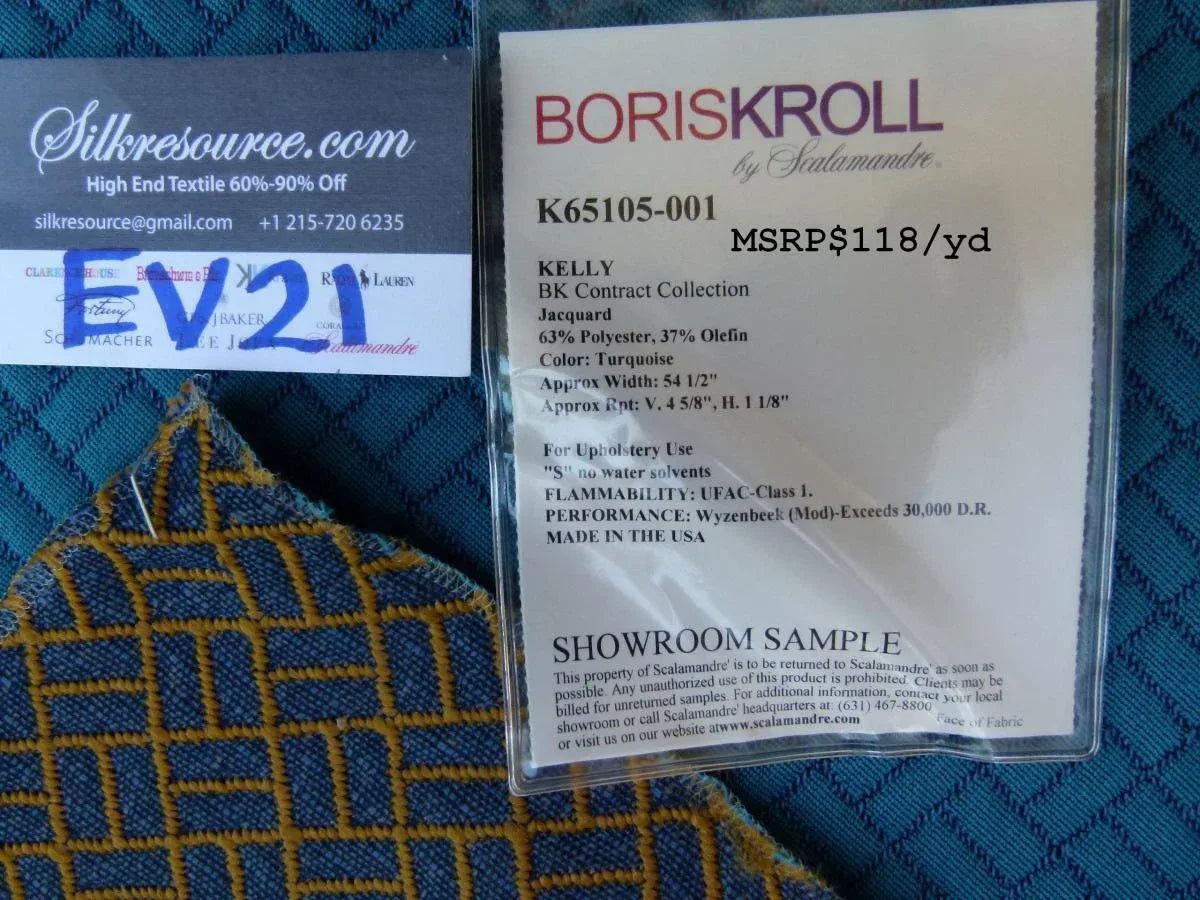 Silkresource.com
High End Textile 60%-90% Off
silkresource@gmail.com +1 215-720 6235
EV21
RALPH LAUREN
Fortuny
JBAKER
SCHUMACHER LEE JOFA Scalamandre
BORISKROLL
by Scalamandre®
K65105-001
MSRP$118/yd
KELLY
BK Contract Collection
Jacquard
63% Polyester, 37% Olefin
Color: Turquoise
Approx Width: 54 1/2"
Approx Rpt: V. 4 5/8", H. 1 1/8"
For Upholstery Use
"S" no water solvents
FLAMMABILITY: UFAC-Class 1.
PERFORMANCE: Wyzenbeek (Mod)-Exceeds 30,000 D.R.
MADE IN THE USA
SHOWROOM SAMPLE
This property of Scalamandre' is to be returned to Scalamandre' as soon as
possible. Any unauthorized use of this product is prohibited. Clients may be
billed for unreturned samples. For additional information, contact your local
showroom or call Scalamandre' headquarters at: (631) 467-8800
or visit us on our website atwww.scalamandre.com Face of Fabric